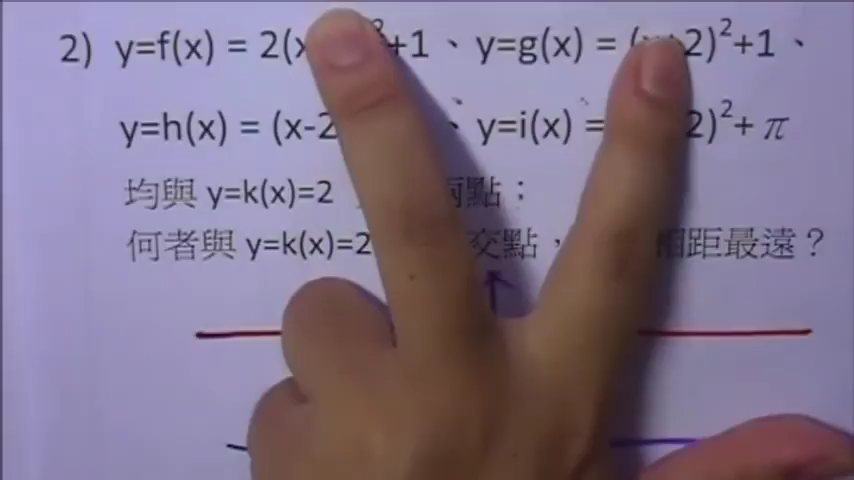 2) y=f(x) = 2(x +1、y=g(x) = ( 2)²+1、
y=h(x) = (x-2 、y=i(x) = 2)²+ π
均與 y=k(x)=2 兩點；
何者與 y=k(x)=2 交點， 相距最遠？